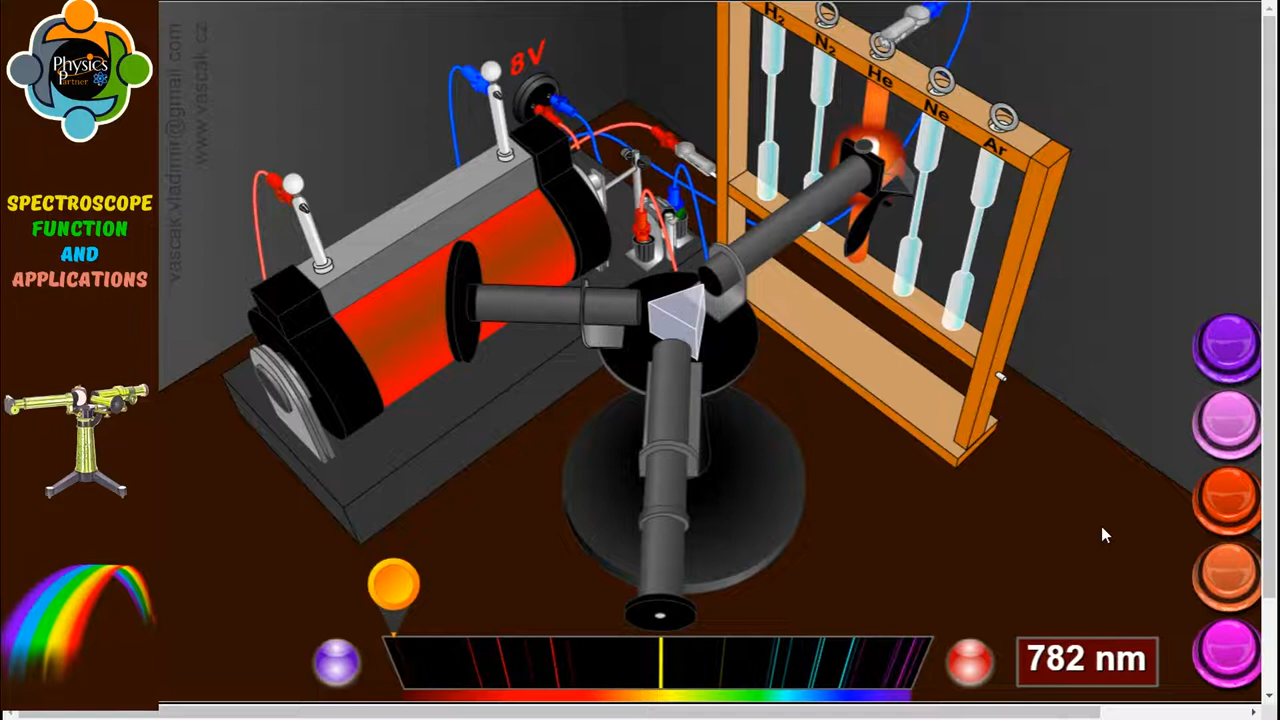 Physics
Partner
SPECTROSCOPE
FUNCTION
AND
APPLICATIONS
vascak.vladimir@gmail.com
www.vascak.cz
8V
H₂
N₂
He
Ne
Ar
782 nm